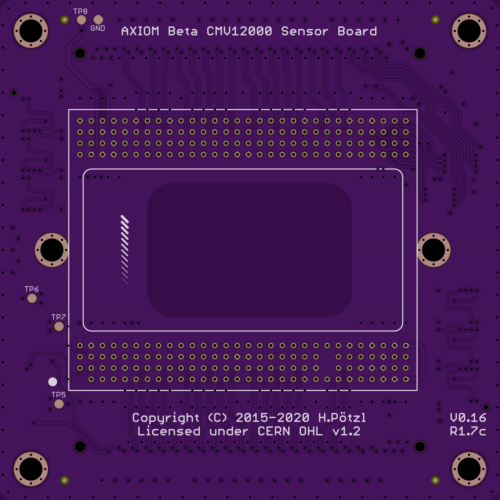 TP8
GND
AXIOM Beta CMV12000 Sensor Board
TP6
TP7
TP5
Copyright (C) 2015-2020 H.Pötzl
Licensed under CERN OHL v1.2
V0.16
R1.7c